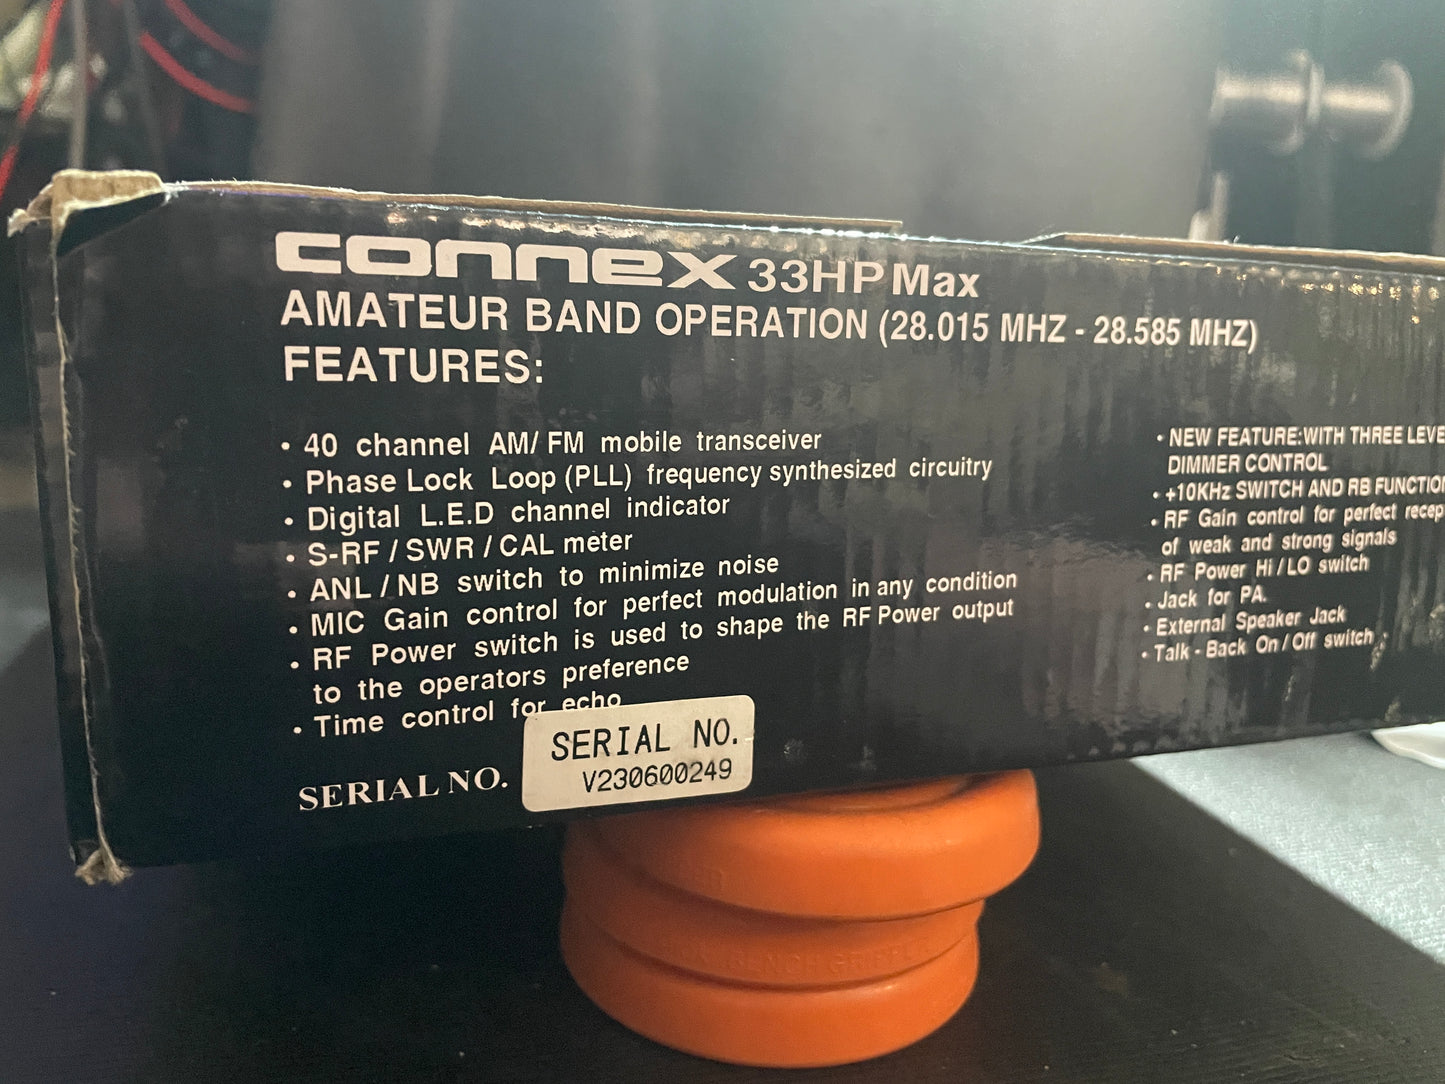 connex 33HP Max
AMATEUR BAND OPERATION (28.015 MHZ - 28.585 MHZ)
FEATURES:
• 40 channel AM/FM mobile transceiver
• Phase Lock Loop (PLL) frequency synthesized circuitry
• Digital L.E.D channel indicator
• S-RF / SWR / CAL meter
• ANL / NB switch to minimize noise
• MIC Gain control for perfect modulation in any condition
• RF Power switch is used to shape the RF Power output
to the operators preference
• Time control for echo
SERIAL NO.
SERIAL NO.
V230600249
• NEW FEATURE:WITH THREE LEVE
DIMMER CONTROL
• +10KHz SWITCH AND RB FUNCTION
• RF Gain control for perfect recep
of weak and strong signals
• RF Power Hi / LO switch
• Jack for PA.
• External Speaker Jack
• Talk - Back On / Off switch